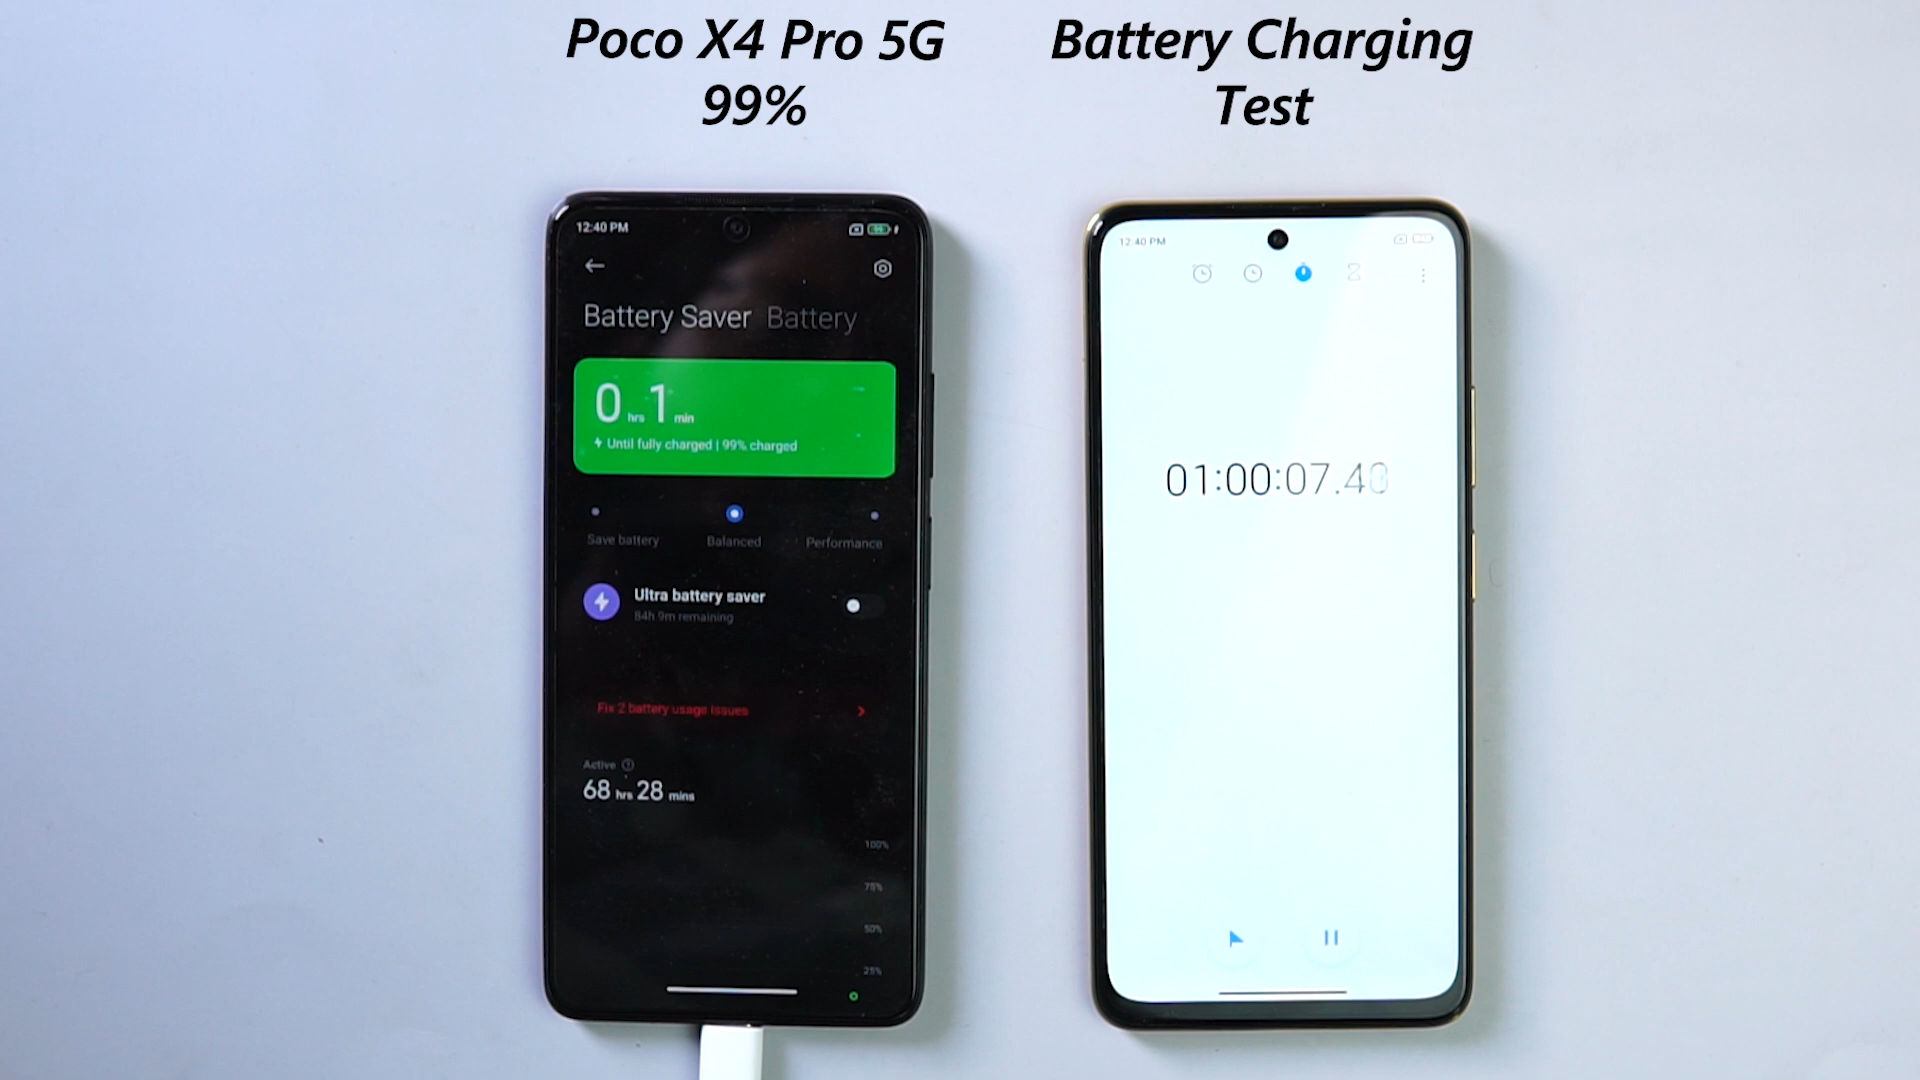 Poco X4 Pro 5G
99%
Battery Charging
Test
12:40 PM
Battery Saver Battery
0 hrs 1 min
Until fully charged | 99% charged
Save battery Balanced Performance
Ultra battery saver
84h 9m remaining
Fix 2 battery usage issues
Active
68 hrs 28 mins
100%
75%
50%
25%
12:40 PM
01:00:07.40